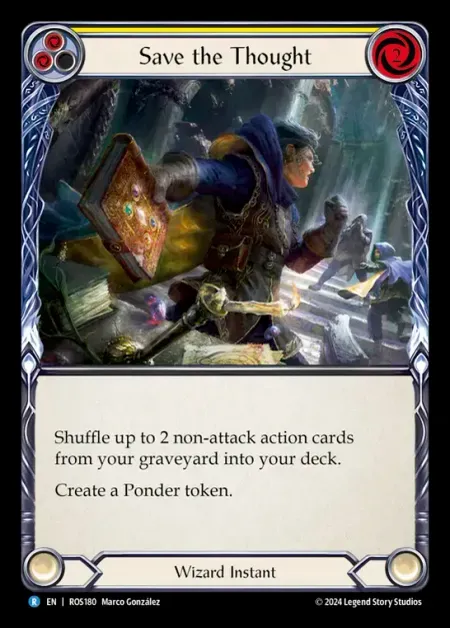 Save the Thought
2
Shuffle up to 2 non-attack action cards
from your graveyard into your deck.
Create a Ponder token.
Wizard Instant
R EN | ROS180 Marco González © 2024 Legend Story Studios